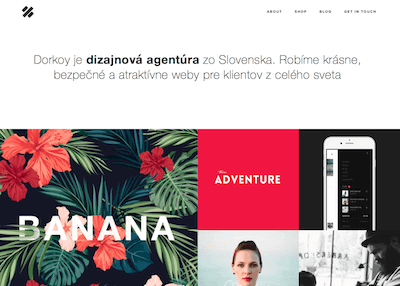 ABOUT SHOP BLOG GET IN TOUCH
Dorkoy je dizajnová agentúra zo Slovenska. Robíme krásne,
bezpečné a atraktívne weby pre klientov z celého sveta
BANANA
The
ADVENTURE